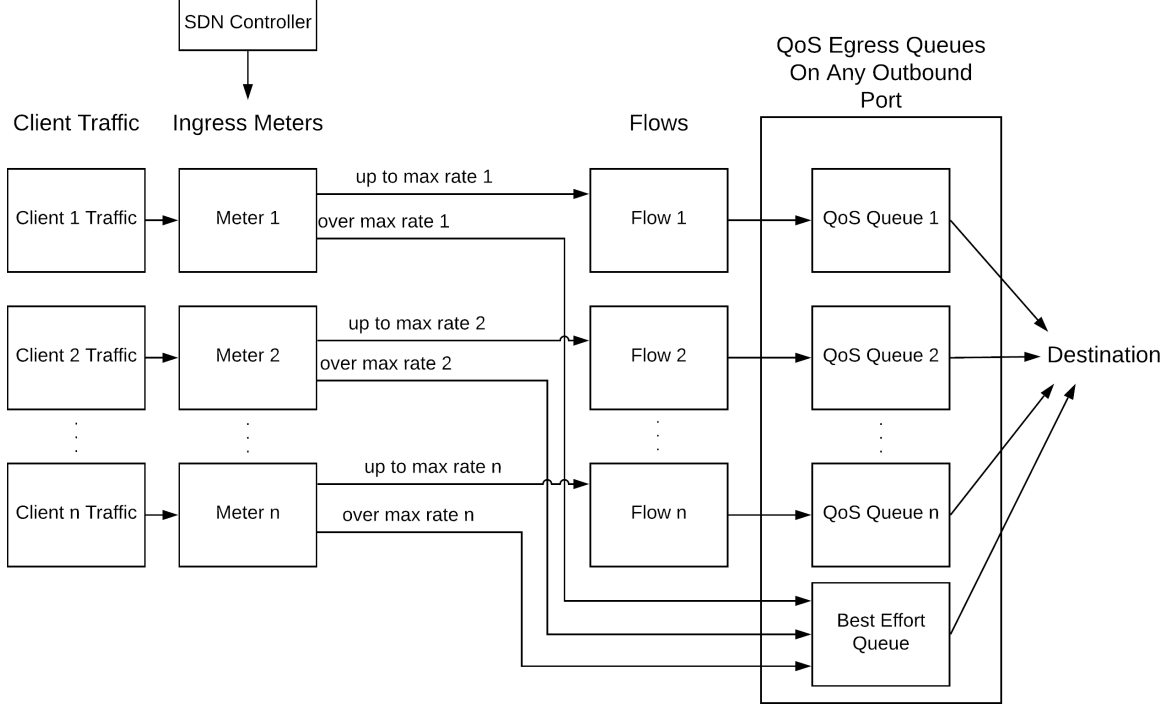 SDN Controller
QoS Egress Queues
On Any Outbound
Port
Client Traffic
Ingress Meters
Flows
Client 1 Traffic
Meter 1
up to max rate 1
over max rate 1
Flow 1
QoS Queue 1
Client 2 Traffic
Meter 2
up to max rate 2
over max rate 2
Flow 2
QoS Queue 2
Destination
Client n Traffic
Meter n
up to max rate n
over max rate n
Flow n
QoS Queue n
Best Effort
Queue